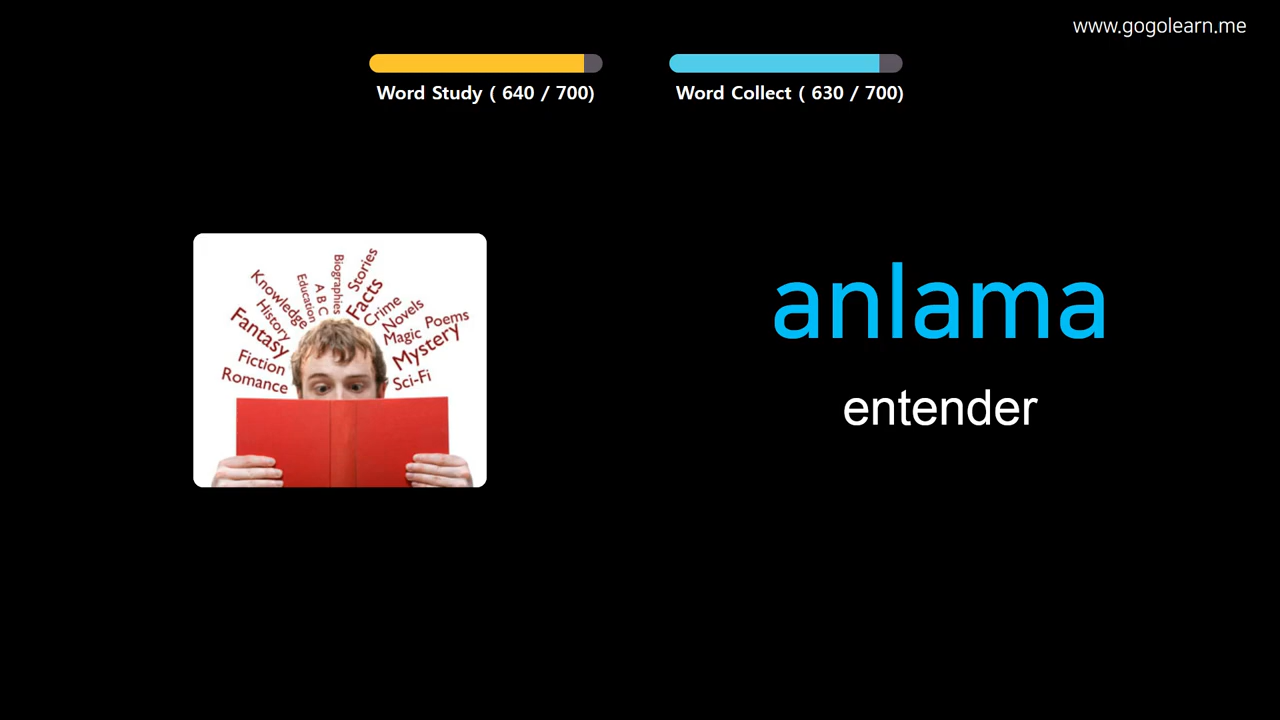 www.gogolearn.me
Word Study ( 640 / 700)
Word Collect ( 630 / 700)
Knowledge
History
Fantasy
Fiction
Romance
Education
A B C
Biographies
Stories
Facts
Crime
Novels
Magic
Poems
Mystery
Sci-Fi
anlama
entender